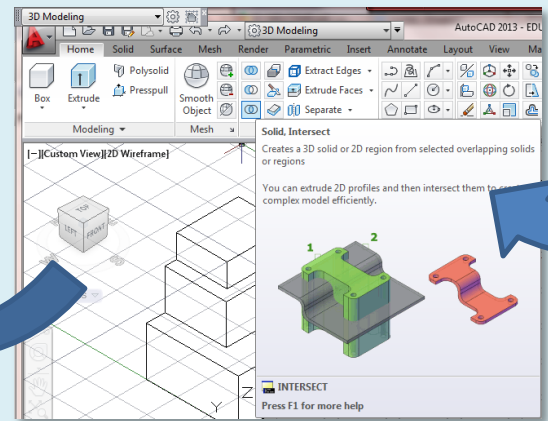 3D Modeling
3D Modeling
AutoCAD 2013 - EDU
Home Solid Surface Mesh Render Parametric Insert Annotate Layout View Ma
Box
Extrude
Polysolid
Presspull
Smooth
Object
Extract Edges
Extrude Faces
Separate
Modeling
Mesh
[−][Custom View][2D Wireframe]
TOP
LEFT
FRONT
Solid, Intersect
Creates a 3D solid or 2D region from selected overlapping solids
or regions
You can extrude 2D profiles and then intersect them to
complex model efficiently.
1
2
INTERSECT
Press F1 for more help
Z
Y